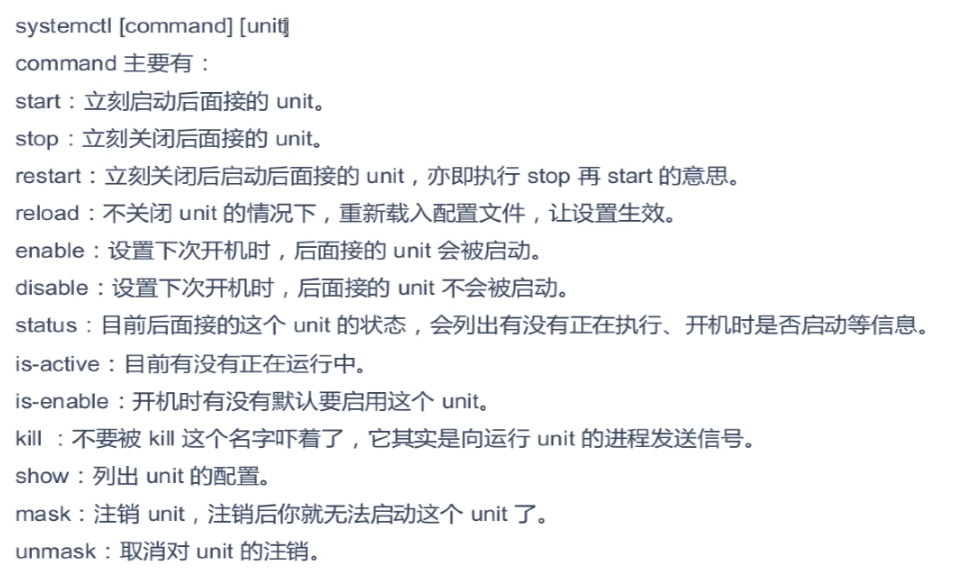 systemctl [command] [unit]
command 主要有：
start：立刻启动后面接的 unit。
stop：立刻关闭后面接的 unit。
restart：立刻关闭后启动后面接的 unit，亦即执行 stop 再 start 的意思。
reload：不关闭 unit 的情况下，重新载入配置文件，让设置生效。
enable：设置下次开机时，后面接的 unit 会被启动。
disable：设置下次开机时，后面接的 unit 不会被启动。
status：目前后面接的这个 unit 的状态，会列出有没有正在执行、开机时是否启动等信息。
is-active：目前有没有正在运行中。
is-enable：开机时有没有默认要启用这个 unit。
kill ：不要被 kill 这个名字吓着了，它其实是向运行 unit 的进程发送信号。
show：列出 unit 的配置。
mask：注销 unit，注销后你就无法启动这个 unit 了。
unmask：取消对 unit 的注销。